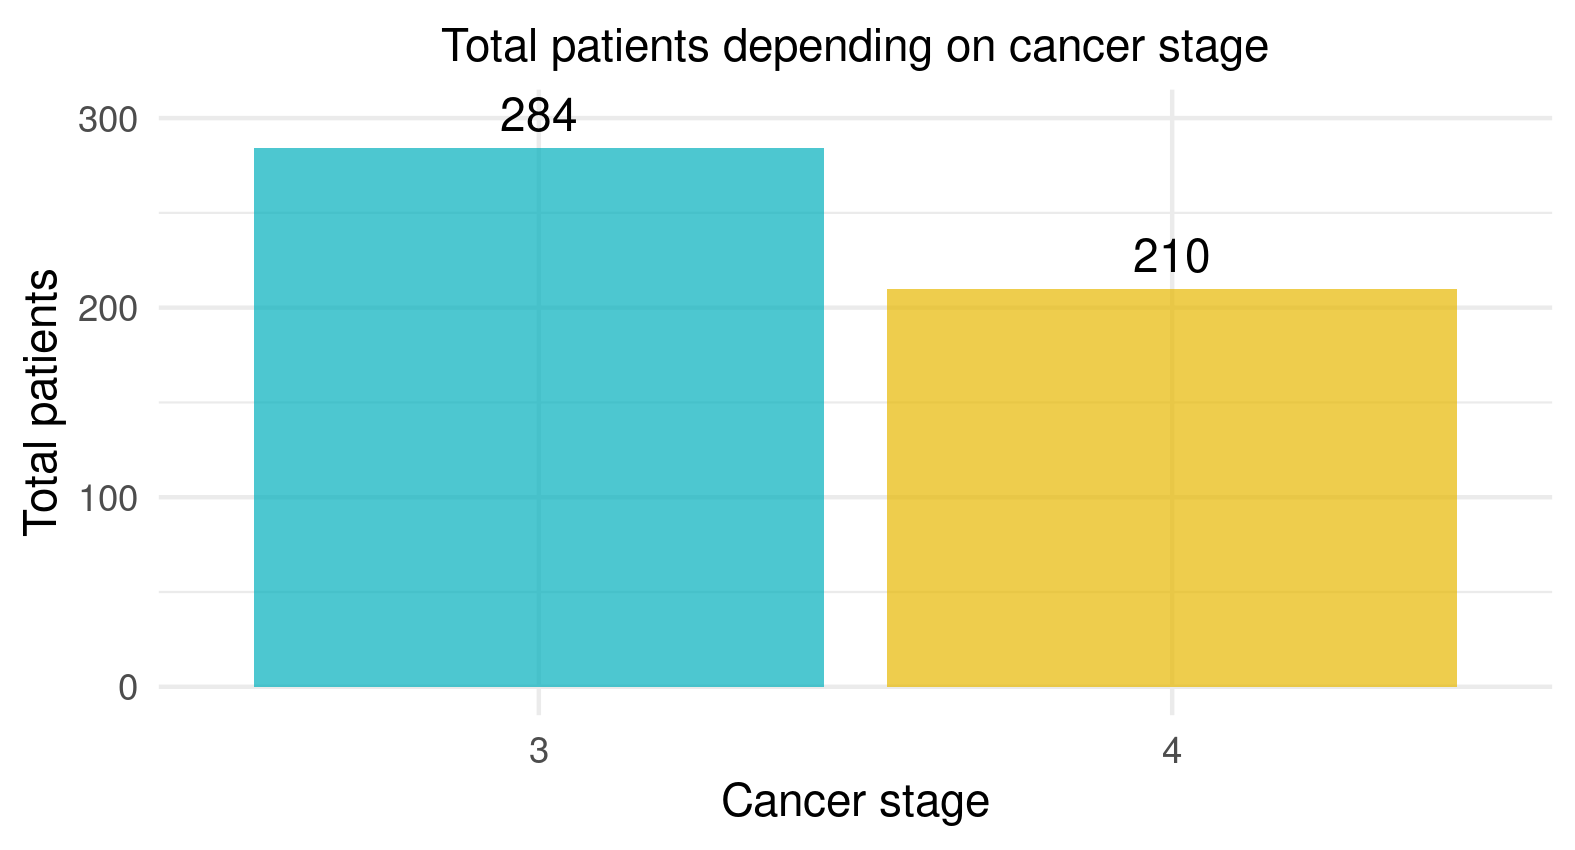 Total patients depending on cancer stage
284
300
210
200
100
0
Total patients
3
4
Cancer stage